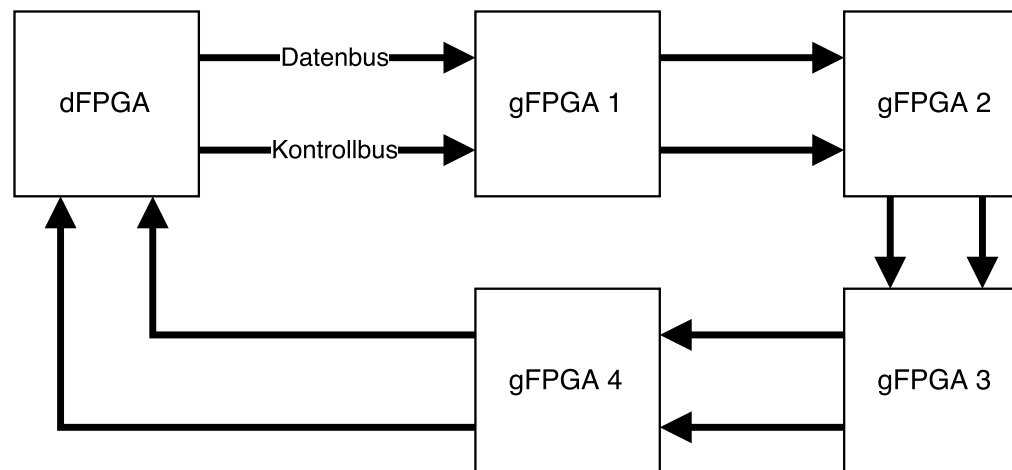 dFPGA
Datenbus
Kontrollbus
gFPGA 1
gFPGA 2
gFPGA 4
gFPGA 3